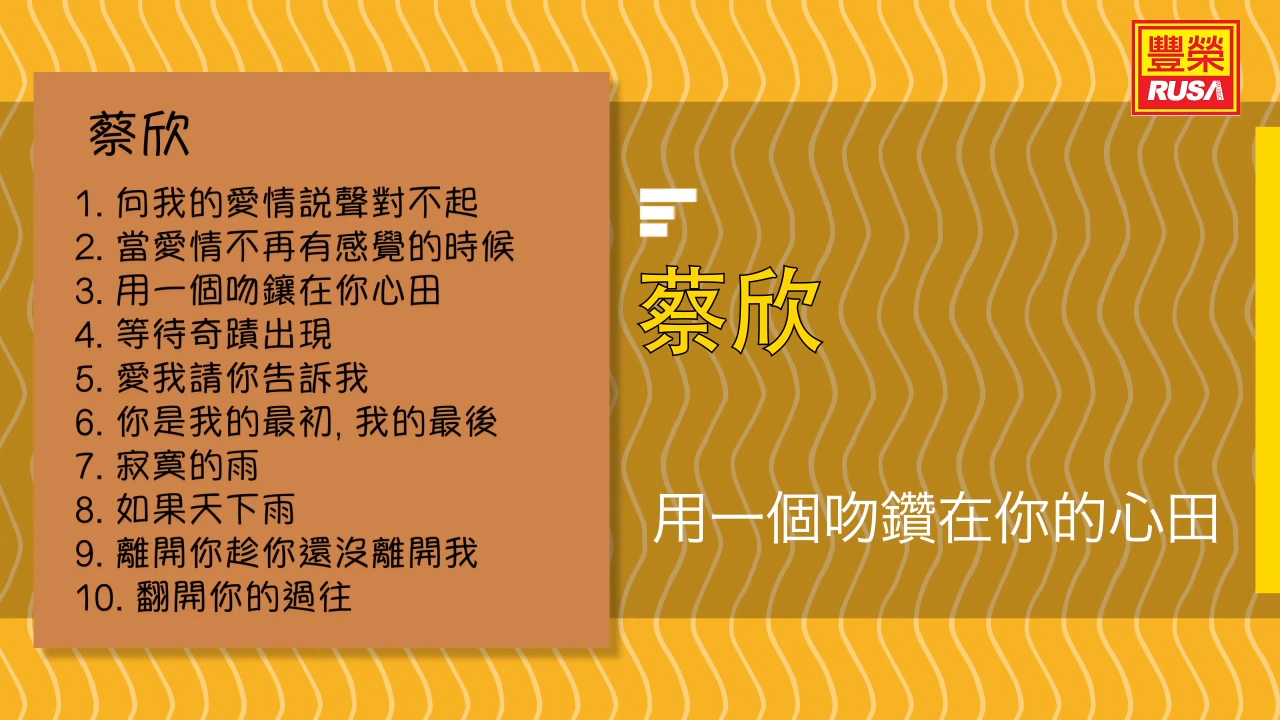 蔡欣
1. 向我的愛情説聲對不起
2. 當愛情不再有感覺的時候
3. 用一個吻鑲在你心田
4. 等待奇蹟出現
5. 愛我請你告訴我
6. 你是我的最初, 我的最後
7. 寂寞的雨
8. 如果天下雨
9. 離開你趁你還沒離開我
10. 翻開你的過往
豐榮
RUSA
蔡欣
用一個吻鑽在你的心田